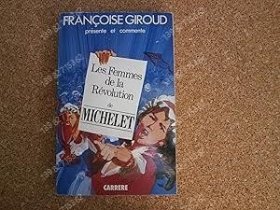 FRANÇOISE GIROUD
présente et commente
Les Femmes
de la
Révolution
de
MICHELET
CARRERE